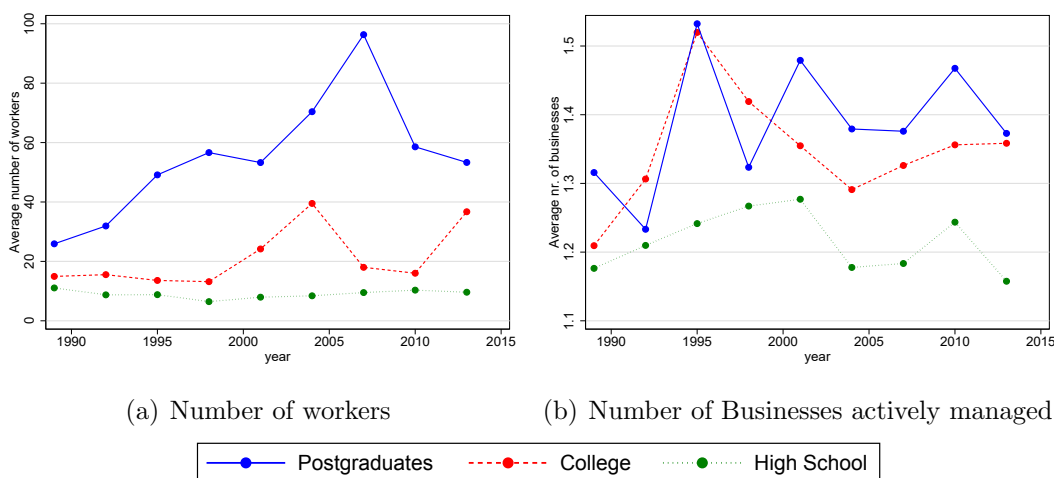 Average number of workers
100
80
60
40
20
0
1990 1995 2000 2005 2010 2015
year
(a) Number of workers
Average nr. of businesses
1.5
1.4
1.3
1.2
1.1
1990 1995 2000 2005 2010 2015
year
(b) Number of Businesses actively managed
Postgraduates College High School